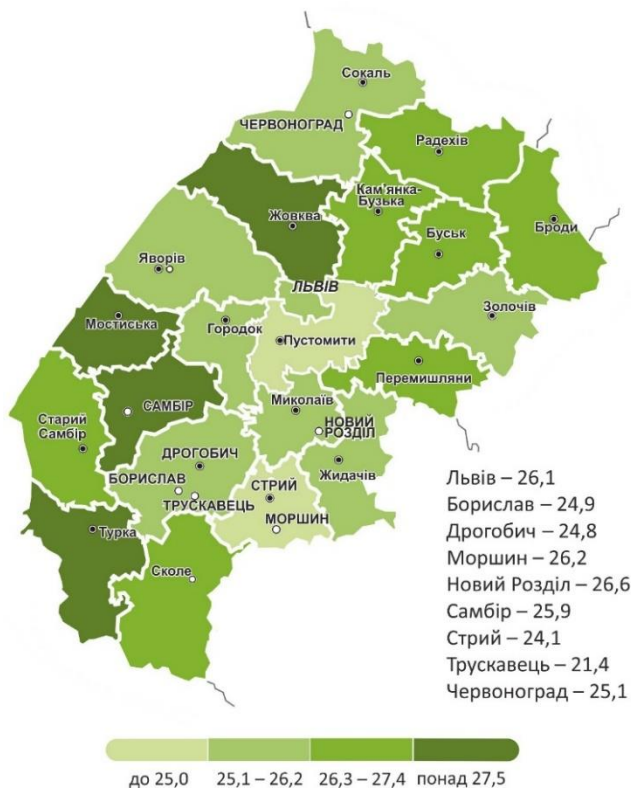 Сокаль
ЧЕРВОНОГРАД
Радехів
Кам'янка-
Бузька
Жовква
Броди
Буськ
Яворів
ЛЬВІВ
Золочів
Мостиська
Городок
Пустомити
Перемишляни
САМБІР
Миколаїв
Старий
Самбір
НОВИЙ
РОЗДІЛ
ДРОГОБИЧ
Жидачів
БОРИСЛАВ
СТРИЙ
ТРУСКАВЕЦЬ
МОРШИН
Турка
Сколе
Львів – 26,1
Борислав – 24,9
Дрогобич – 24,8
Моршин – 26,2
Новий Розділ – 26,6
Самбір – 25,9
Стрий – 24,1
Трускавець – 21,4
Червоноград – 25,1
до 25,0 25,1 – 26,2 26,3 – 27,4 понад 27,5